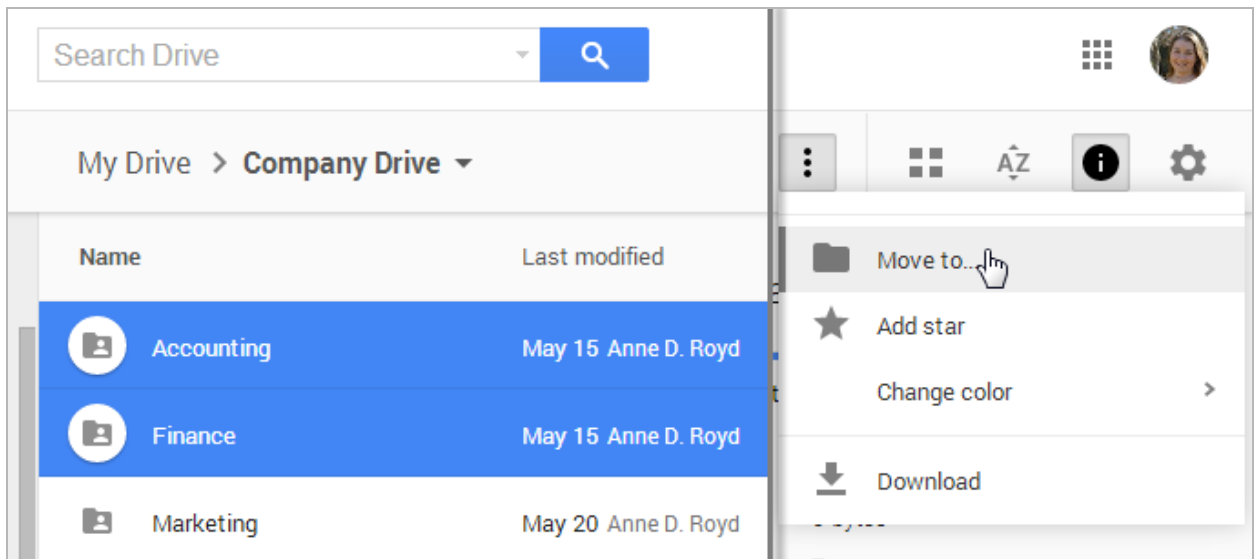 Search Drive
My Drive > Company Drive
AZ
Name Last modified
Move to...
Add star
Accounting May 15 Anne D. Royd
Change color >
Finance May 15 Anne D. Royd
Download
Marketing May 20 Anne D. Royd